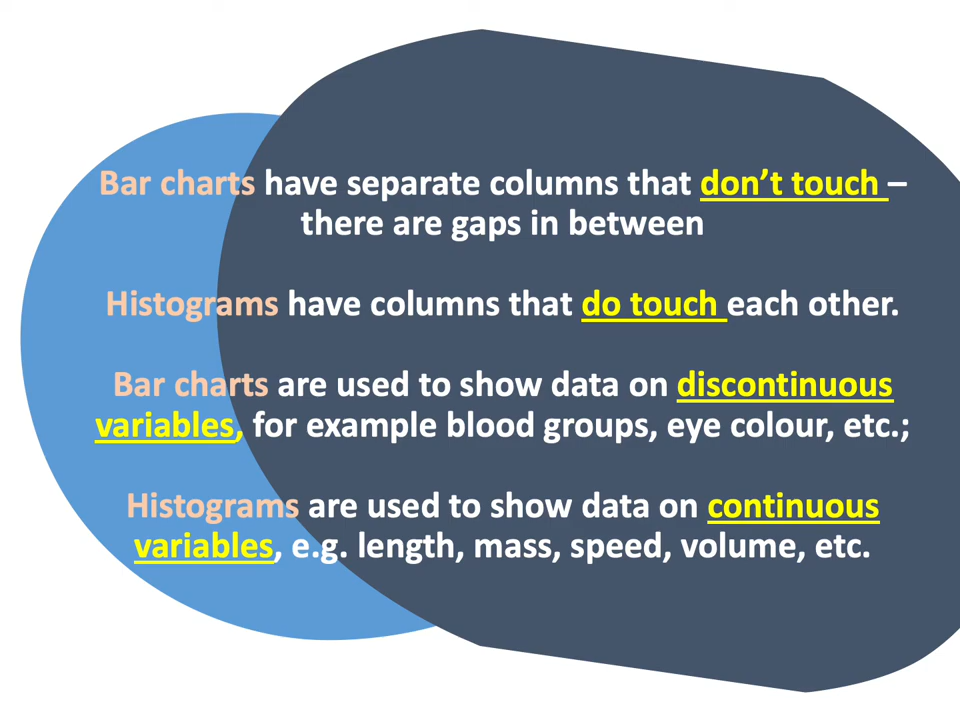 Bar charts have separate columns that don’t touch –
there are gaps in between
Histograms have columns that do touch each other.
Bar charts are used to show data on discontinuous
variables, for example blood groups, eye colour, etc.;
Histograms are used to show data on continuous
variables, e.g. length, mass, speed, volume, etc.